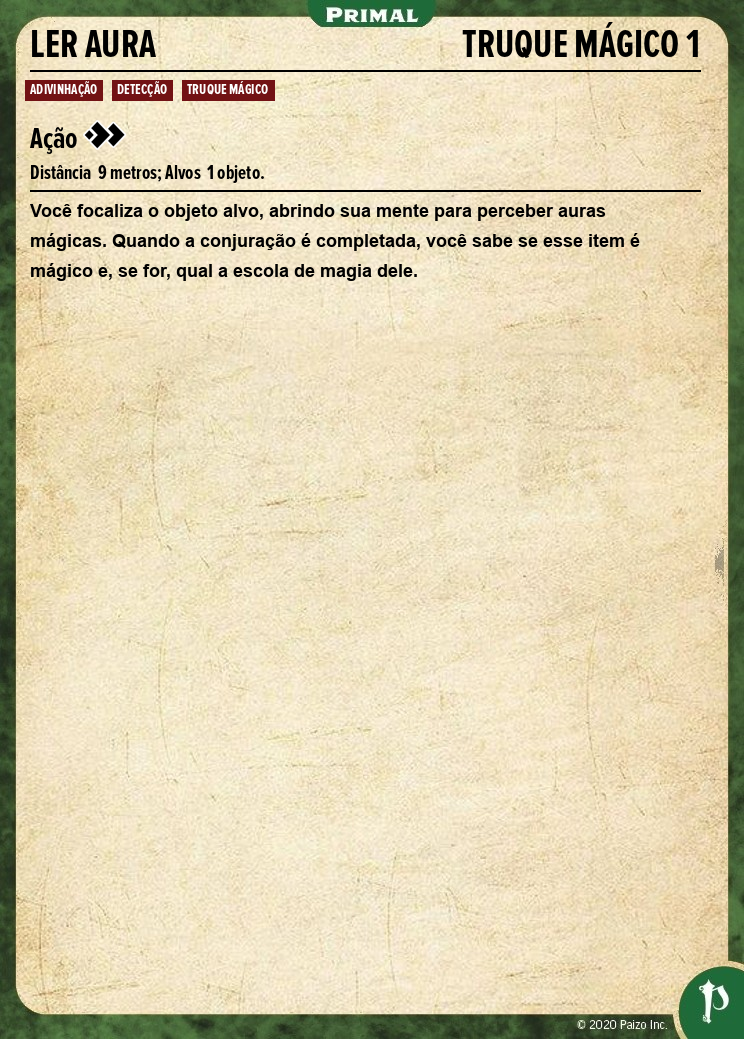 PRIMAL
LER AURA TRUQUE MÁGICO 1
ADIVINHAÇÃO DETECÇÃO TRUQUE MÁGICO
Ação
Distância 9 metros; Alvos 1 objeto.
Você focaliza o objeto alvo, abrindo sua mente para perceber auras
mágicas. Quando a conjuração é completada, você sabe se esse item é
mágico e, se for, qual a escola de magia dele.
© 2020 Paizo Inc.
P